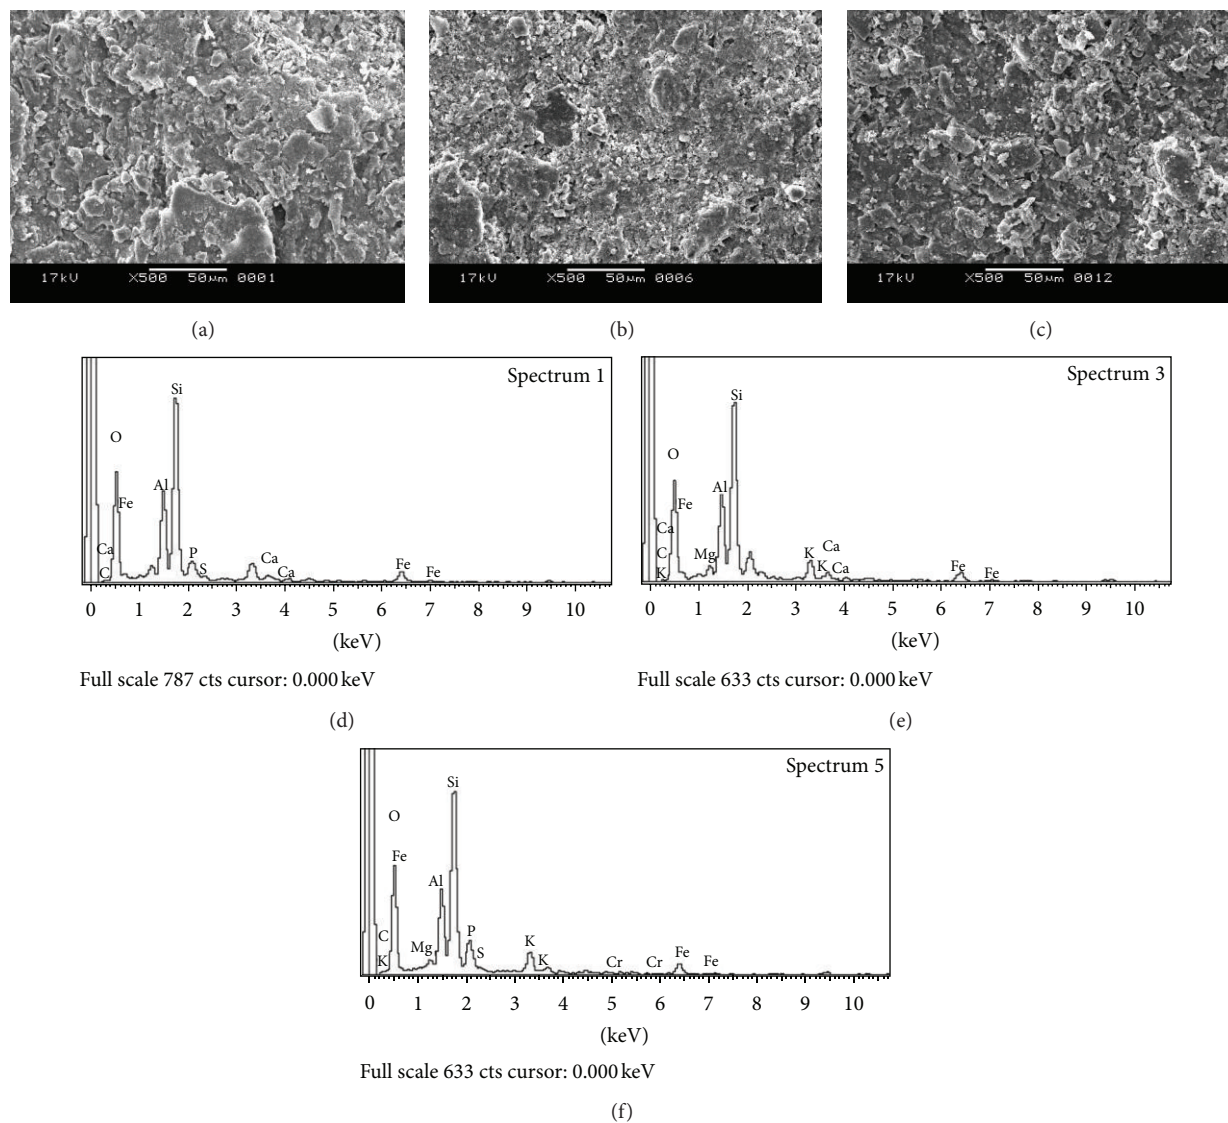 17kV X500 50μm 0001
17kV X500 50μm 0006
17kV X500 50μm 0012
(a)
(b)
(c)
Spectrum 1
Si
O
Al
Fe
Ca
C
P
S
Ca
Ca
Fe
Fe
0 1 2 3 4 5 6 7 8 9 10
(keV)
Full scale 787 cts cursor: 0.000 keV
(d)
Spectrum 3
Si
O
Al
Fe
Ca
C
K
Mg
K
Ca
K
Ca
Fe
Fe
0 1 2 3 4 5 6 7 8 9 10
(keV)
Full scale 633 cts cursor: 0.000 keV
(e)
Spectrum 5
Si
O
Fe
Al
C
K
Mg
P
S
K
K
Cr
Cr
Fe
Fe
0 1 2 3 4 5 6 7 8 9 10
(keV)
Full scale 633 cts cursor: 0.000 keV
(f)